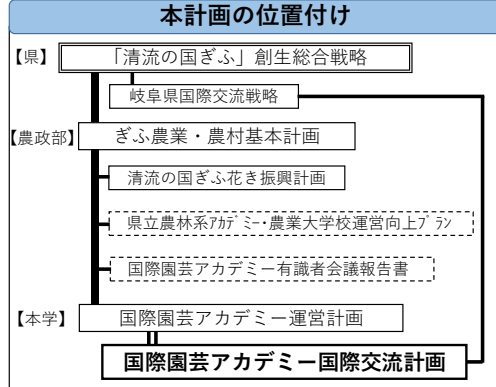 本計画の位置付け
【県】 「清流の国ぎふ」創生総合戦略
岐阜県国際交流戦略
【農政部】 ぎふ農業・農村基本計画
清流の国ぎふ花き振興計画
県立農林系ｱｶﾃﾞﾐｰ・農業大学校運営向上ﾌﾟﾗﾝ
国際園芸アカデミー有識者会議報告書
【本学】 国際園芸アカデミー運営計画
国際園芸アカデミー国際交流計画